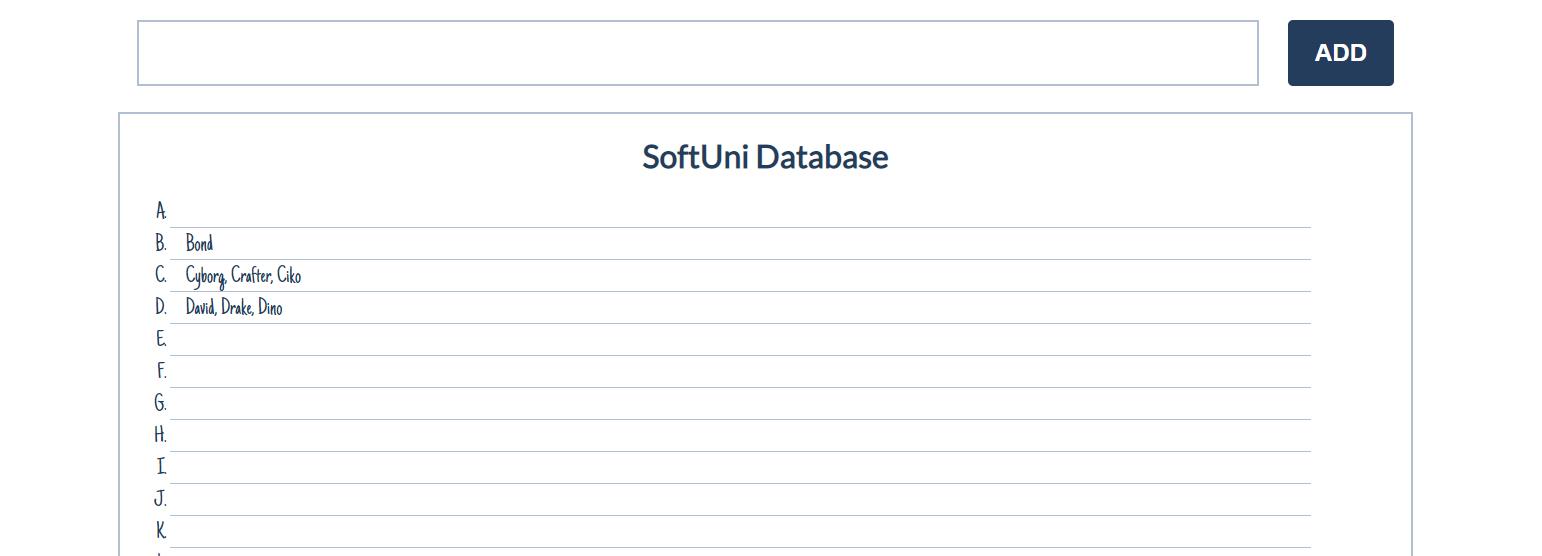 ADD
SoftUni Database
A.
B. Bond
C. Cyborg, Crafter, Ciko
D. David, Drake, Dino
E.
F.
G.
H.
I.
J.
K.